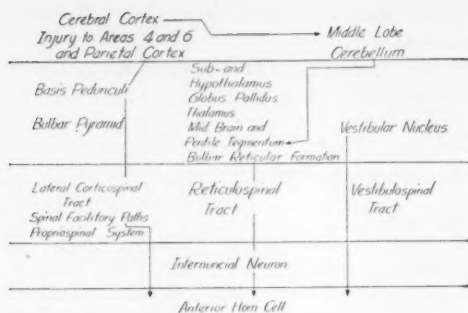 Cerebral Cortex
Injury to Areas 4 and 6
and Parietal Cortex
Middle Lobe
Cerebellum
Basis Pedunculi
Bulbar Pyramid
Sub- and
Hypothalamus
Globus Pallidus
Thalamus
Mid Brain and
Pontile Tegmentum
Bulbar Reticular Formation
Vestibular Nucleus
Lateral Corticospinal
Tract
Spinal Facilitory Paths
Propriospinal System
Reticulospinal
Tract
Vestibulospinal
Tract
Internuncial Neuron
Anterior Horn Cell